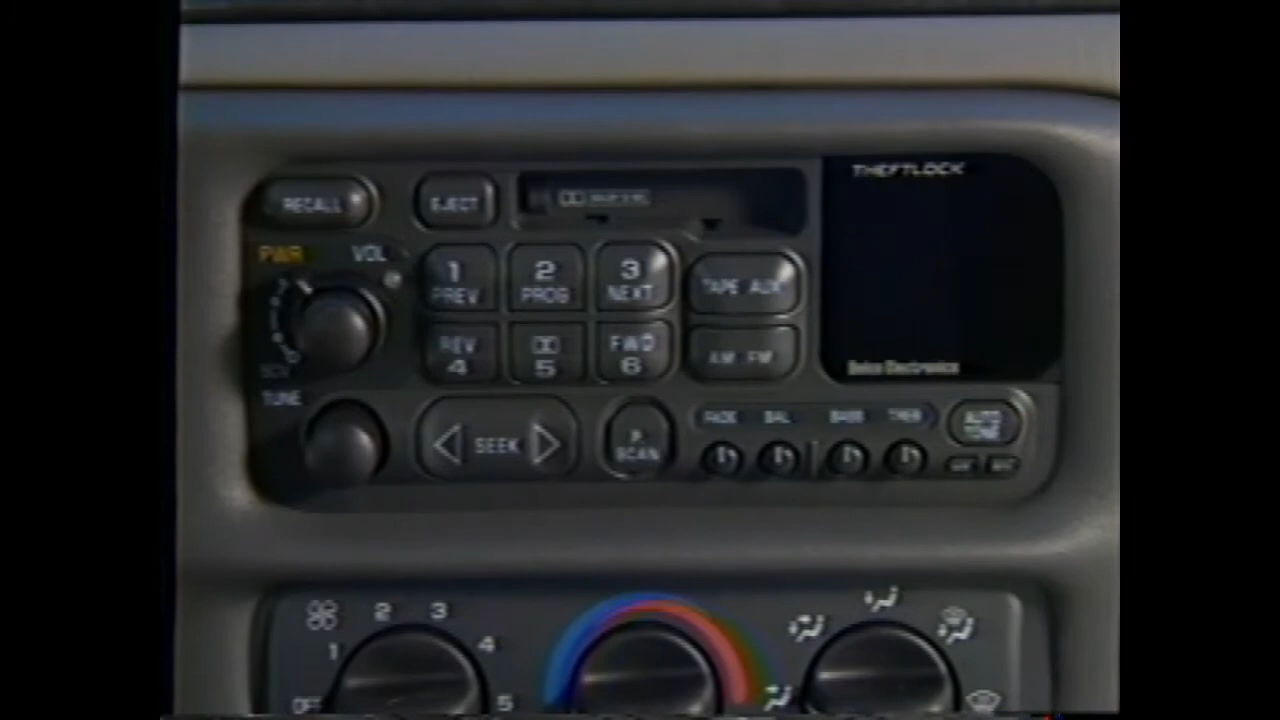 THEFTLOCK
RECALL
EJECT
PWR VOL
1 2 3
PREV PROG NEXT
TAPE AUX
REV FWD
4 5 6
AM FM
SCV
Delco Electronics
TUNE
SEEK
P. SCAN
FADE BAL BASS TREB
AUTO
TONE
2 3
1 4
OFF 5